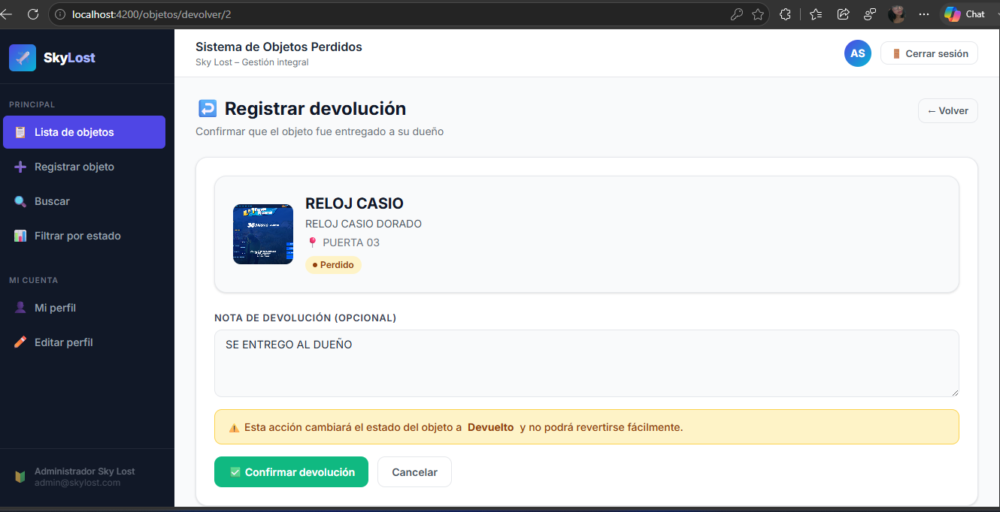 localhost:4200/objetos/devolver/2
Chat
SkyLost
Sistema de Objetos Perdidos
Sky Lost – Gestión integral
AS
Cerrar sesión
PRINCIPAL
Lista de objetos
Registrar objeto
Buscar
Filtrar por estado
MI CUENTA
Mi perfil
Editar perfil
Administrador Sky Lost
admin@skylost.com
Registrar devolución
Confirmar que el objeto fue entregado a su dueño
← Volver
RELOJ CASIO
RELOJ CASIO DORADO
PUERTA 03
Perdido
NOTA DE DEVOLUCIÓN (OPCIONAL)
SE ENTREGO AL DUEÑO
Esta acción cambiará el estado del objeto a Devuelto y no podrá revertirse fácilmente.
Confirmar devolución
Cancelar